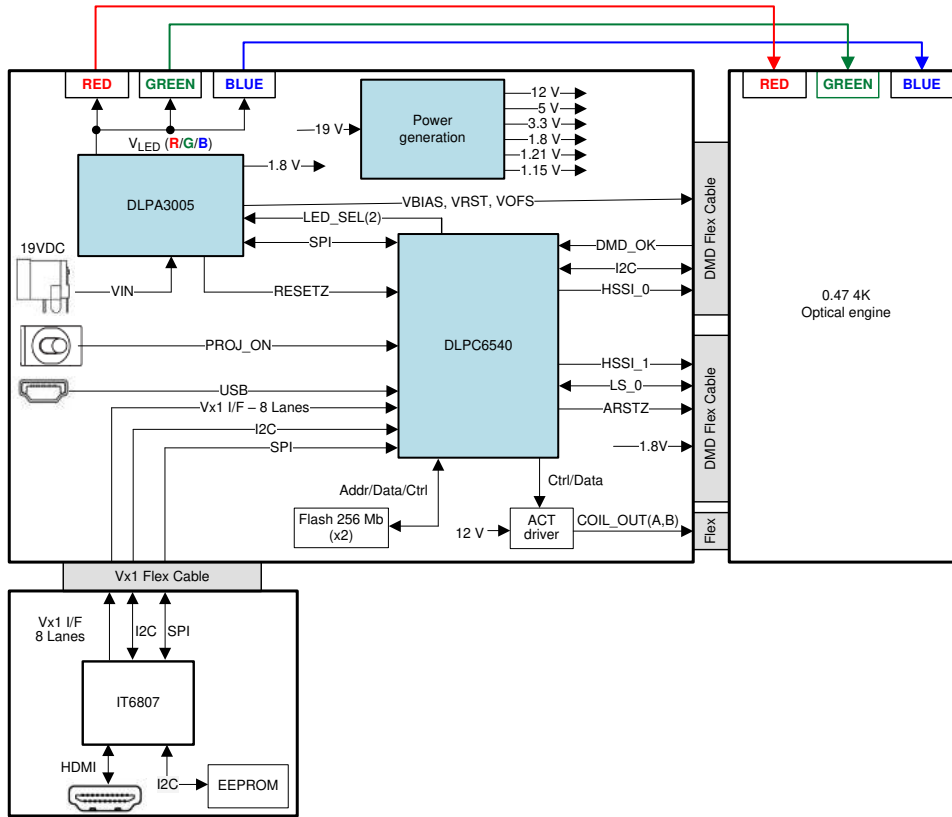 RED
GREEN
BLUE
RED
GREEN
BLUE
VLED (R/G/B)
19 V
Power
generation
12 V
5 V
3.3 V
1.8 V
1.21 V
1.15 V
1.8 V
DLPA3005
VBIAS, VRST, VOFS
LED_SEL(2)
SPI
19VDC
VIN
RESETZ
PROJ_ON
USB
Vx1 I/F – 8 Lanes
I2C
SPI
DLPC6540
DMD_OK
I2C
HSSI_0
HSSI_1
LS_0
ARSTZ
1.8V
DMD Flex Cable
DMD Flex Cable
Flex
0.47 4K
Optical engine
Addr/Data/Ctrl
Ctrl/Data
Flash 256 Mb
(x2)
12 V
ACT
driver
COIL_OUT(A,B)
Vx1 Flex Cable
Vx1 I/F
8 Lanes
I2C
SPI
IT6807
HDMI
I2C
EEPROM